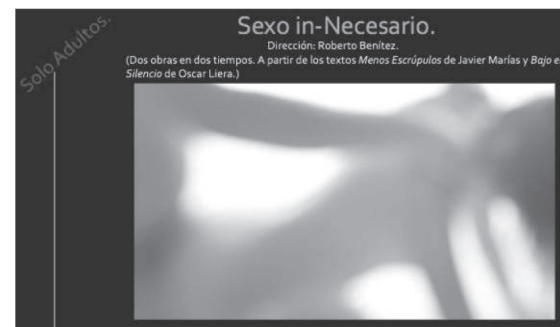 Solo Adultos.
Sexo in-Necesario.
Dirección: Roberto Benítez.
(Dos obras en dos tiempos. A partir de los textos Menos Escrúpulos de Javier Marías y Bajo e
Silencio de Oscar Liera.)